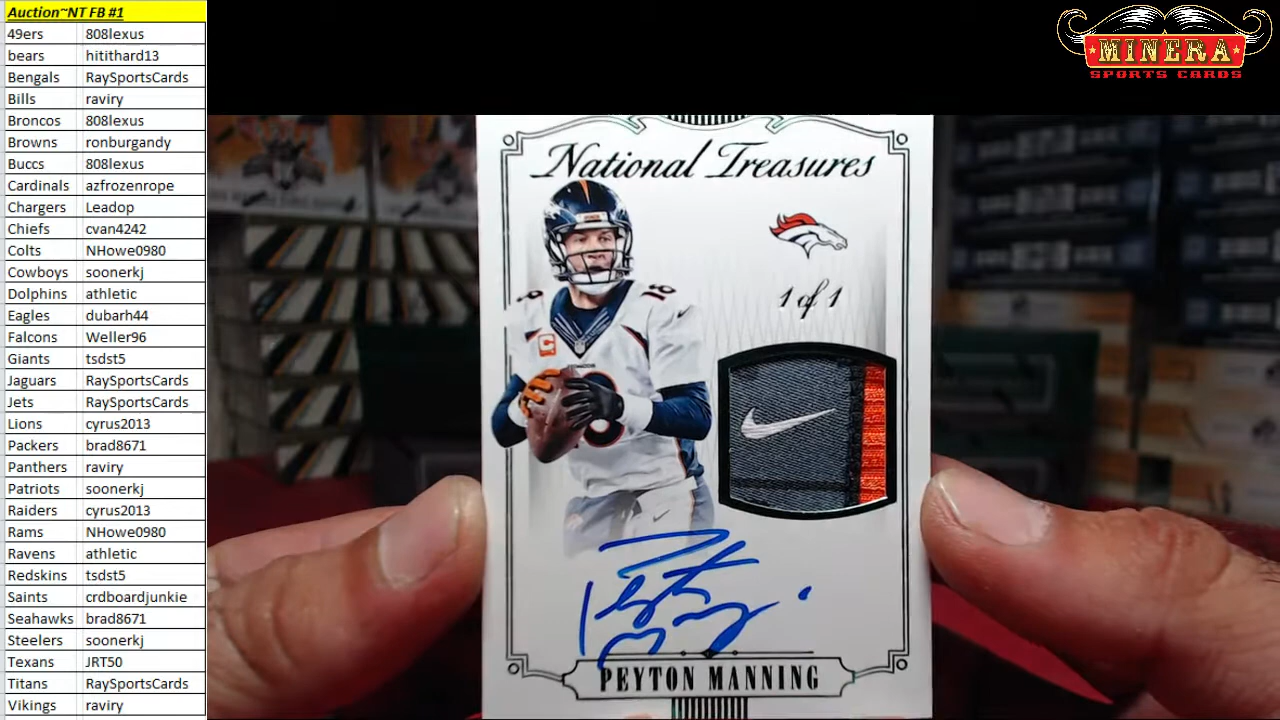 Auction~NT FB #1
49ers 808lexus
bears hitithard13
Bengals RaySportsCards
Bills raviry
Broncos 808lexus
Browns ronburgandy
Buccs 808lexus
Cardinals azfrozenrope
Chargers Leadop
Chiefs cvan4242
Colts NHowe0980
Cowboys soonerkj
Dolphins athletic
Eagles dubarh44
Falcons Weller96
Giants tsdst5
Jaguars RaySportsCards
Jets RaySportsCards
Lions cyrus2013
Packers brad8671
Panthers raviry
Patriots soonerkj
Raiders cyrus2013
Rams NHowe0980
Ravens athletic
Redskins tsdst5
Saints crdboardjunkie
Seahawks brad8671
Steelers soonerkj
Texans JRT50
Titans RaySportsCards
Vikings raviry
MINERA
SPORTS CARDS
National Treasures
1 of 1
18
C
Peyton Manning
PEYTON MANNING